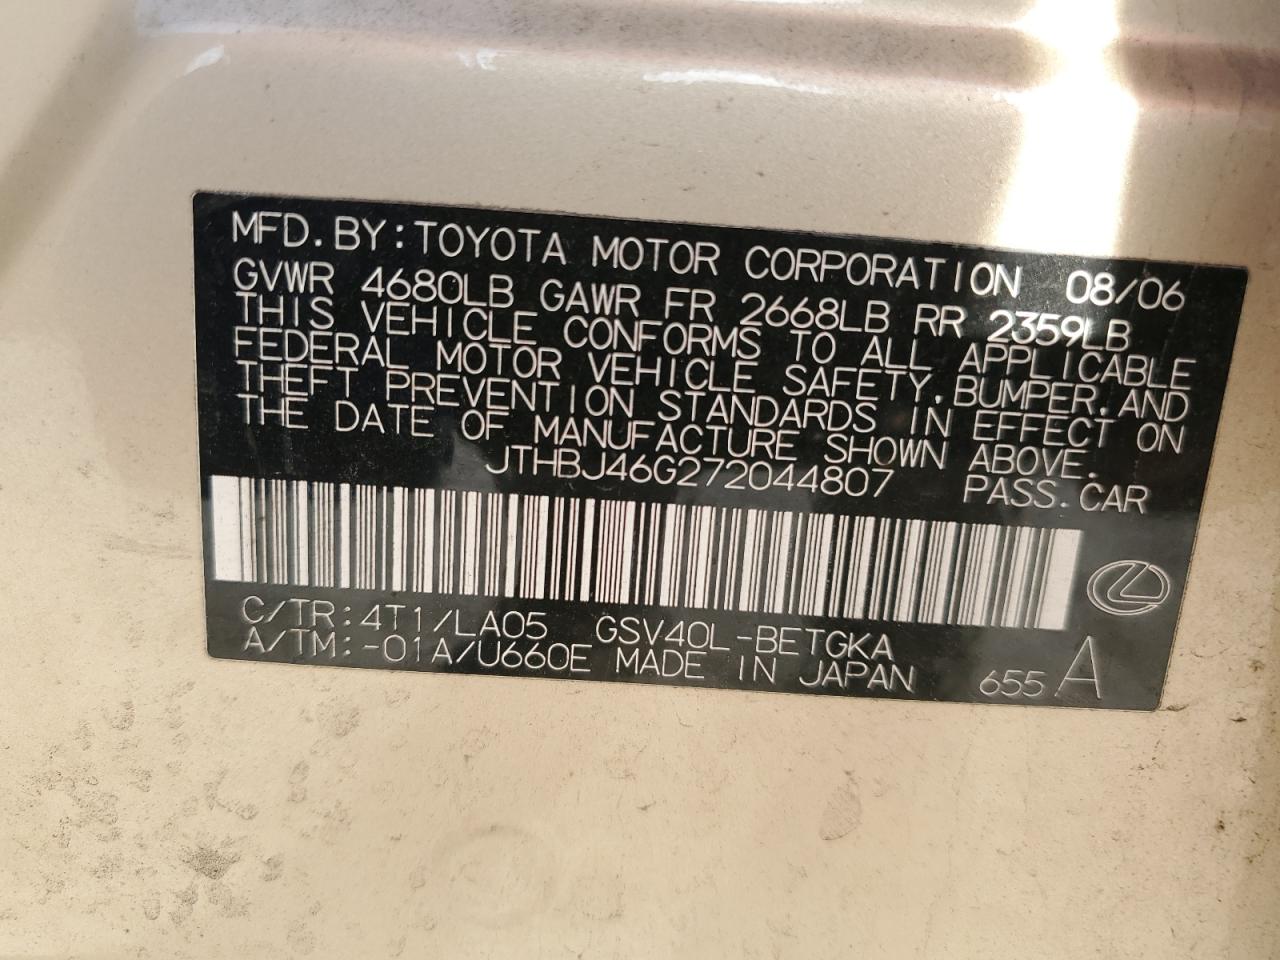 MFD.BY:TOYOTA MOTOR CORPORATION 08/06
GVWR 4680LB GAWR FR 2668LB RR 2359LB
THIS VEHICLE CONFORMS TO ALL APPLICABLE
FEDERAL MOTOR VEHICLE SAFETY,BUMPER,AND
THEFT PREVENTION STANDARDS IN EFFECT ON
THE DATE OF MANUFACTURE SHOWN ABOVE.
JTHBJ46G272044807 PASS.CAR
C/TR:4T1/LA05 GSV40L-BETGKA
A/TM:-01A/U660E MADE IN JAPAN 655 A